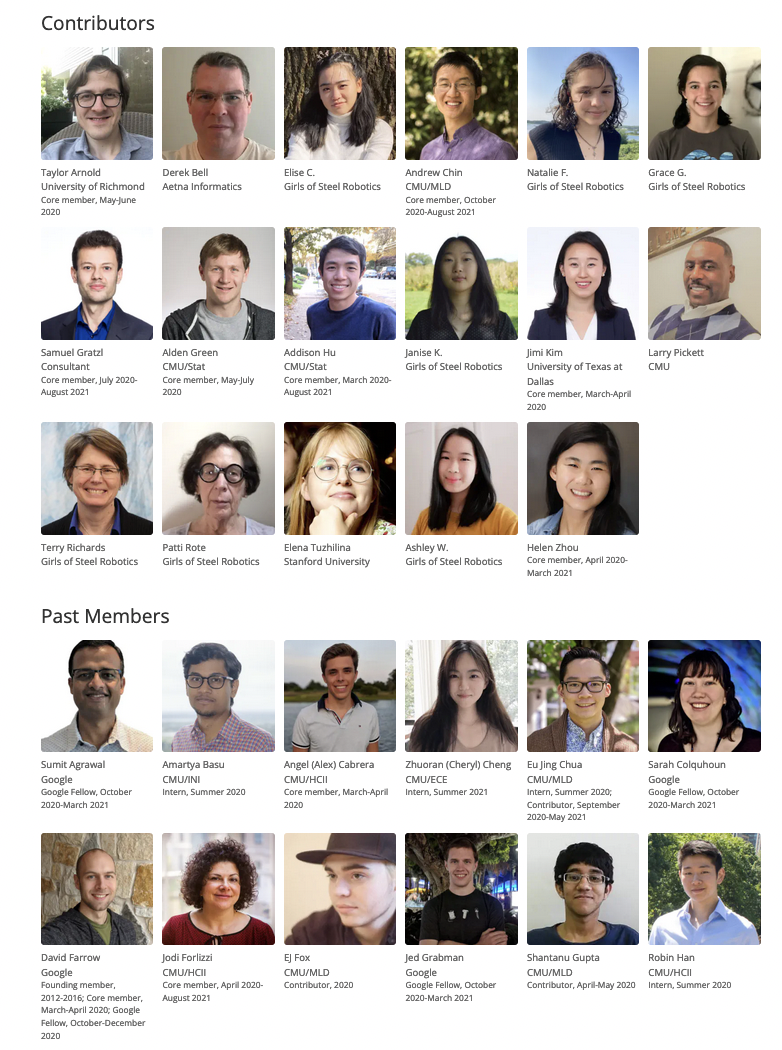 Contributors
Taylor Arnold
University of Richmond
Core member, May-June
2020
Derek Bell
Aetna Informatics
Elise C.
Girls of Steel Robotics
Andrew Chin
CMU/MLD
Core member, October
2020-August 2021
Natalie F.
Girls of Steel Robotics
Grace G.
Girls of Steel Robotics
Samuel Gratzl
Consultant
Core member, July 2020-
August 2021
Alden Green
CMU/Stat
Core member, May-July
2020
Addison Hu
CMU/Stat
Core member, March 2020-
August 2021
Janise K.
Girls of Steel Robotics
Jimi Kim
University of Texas at
Dallas
Core member, March-April
2020
Larry Pickett
CMU
Terry Richards
Girls of Steel Robotics
Patti Rote
Girls of Steel Robotics
Elena Tuzhilina
Stanford University
Ashley W.
Girls of Steel Robotics
Helen Zhou
Core member, April 2020-
March 2021
Past Members
Sumit Agrawal
Google
Google Fellow, October
2020-March 2021
Amartya Basu
CMU/INI
Intern, Summer 2020
Angel (Alex) Cabrera
CMU/HCII
Core member, March-April
2020
Zhuoran (Cheryl) Cheng
CMU/ECE
Intern, Summer 2021
Eu Jing Chua
CMU/MLD
Intern, Summer 2020;
Contributor, September
2020-May 2021
Sarah Colquhoun
Google
Google Fellow, October
2020-March 2021
David Farrow
Google
Founding member,
2012-2016; Core member,
March-April 2020; Google
Fellow, October-December
2020
Jodi Forlizzi
CMU/HCII
Core member, April 2020-
August 2021
EJ Fox
CMU/MLD
Contributor, 2020
Jed Grabman
Google
Google Fellow, October
2020-March 2021
Shantanu Gupta
CMU/MLD
Contributor, April-May 2020
Robin Han
CMU/HCII
Intern, Summer 2020